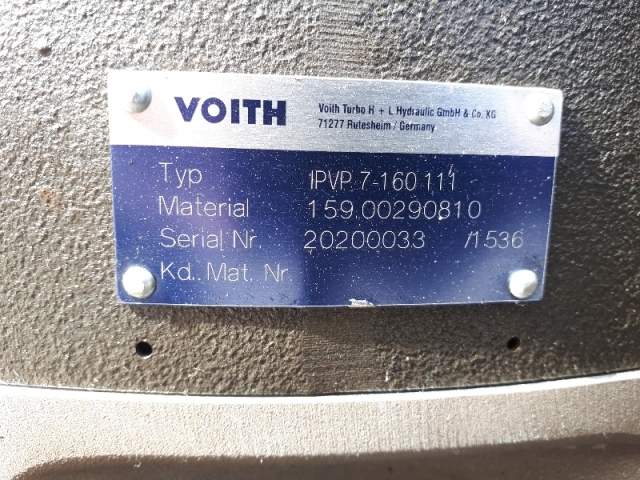 VOITH
Voith Turbo H + L Hydraulic GmbH & Co. KG
71277 Rutesheim / Germany
Typ IPVP 7-160 111
Material 159.00290810
Serial Nr. 20200033 /1536
Kd. Mat. Nr.